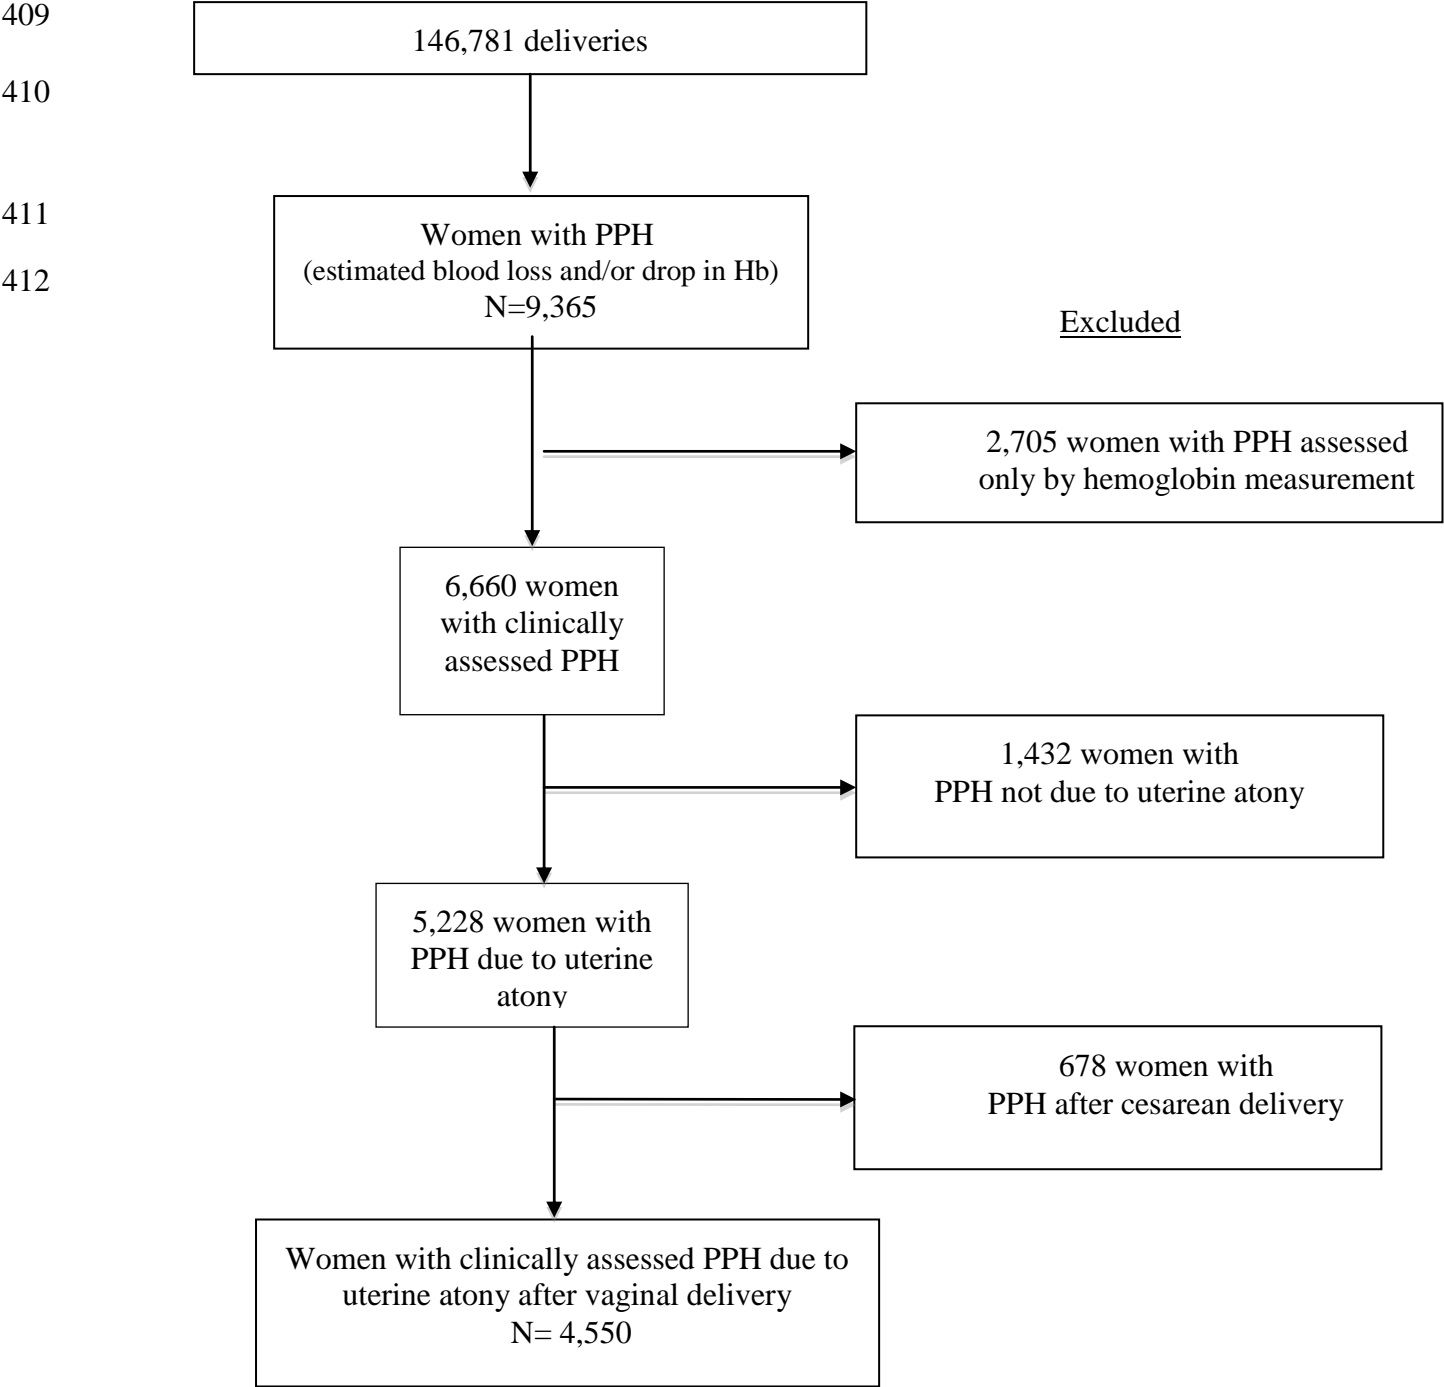 409
146,781 deliveries
410
411
Women with PPH
(estimated blood loss and/or drop in Hb)
412
N=9,365
Excluded
2,705 women with PPH assessed
only by hemoglobin measurement
6,660 women
with clinically
assessed PPH
1,432 women with
PPH not due to uterine atony
5,228 women with
PPH due to uterine
atony
678 women with
PPH after cesarean delivery
Women with clinically assessed PPH due to
uterine atony after vaginal delivery
N= 4,550